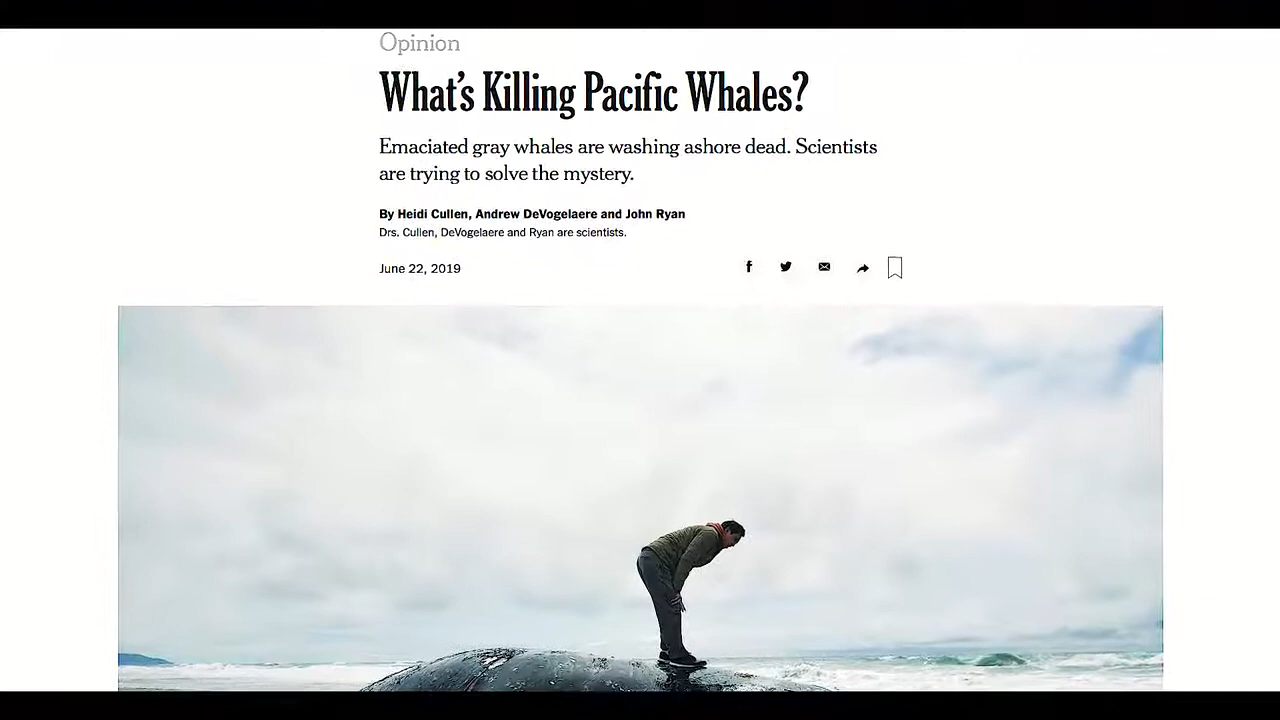 Opinion
What's Killing Pacific Whales?
Emaciated gray whales are washing ashore dead. Scientists
are trying to solve the mystery.
By Heidi Cullen, Andrew DeVogelaere and John Ryan
Drs. Cullen, DeVogelaere and Ryan are scientists.
June 22, 2019